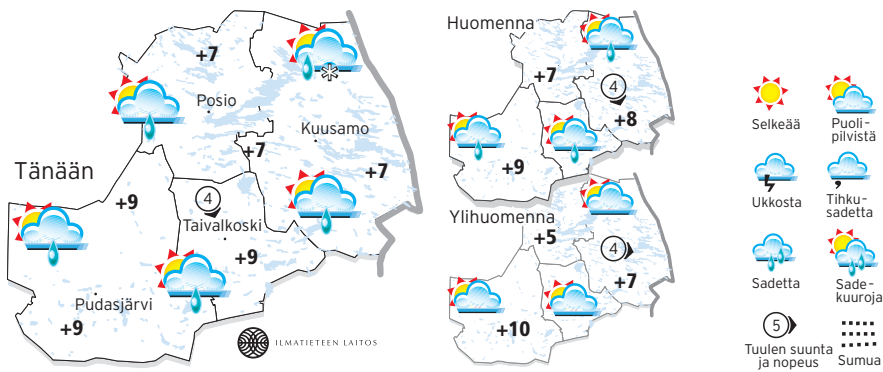 Tänään
+7
Posio
Kuusamo
+7
+7
+9
4
Taivalkoski
+9
Pudasjärvi
+9
ILMATIETEEN LAITOS
Huomenna
+7
4
+8
+9
Ylihuomenna
+5
4
+7
+10
Selkeää
Puoli-
pilvistä
Ukkosta
Tihku-
sadetta
Sadetta
Sade-
kuuroja
5
Tuulen suunta
ja nopeus
Sumua